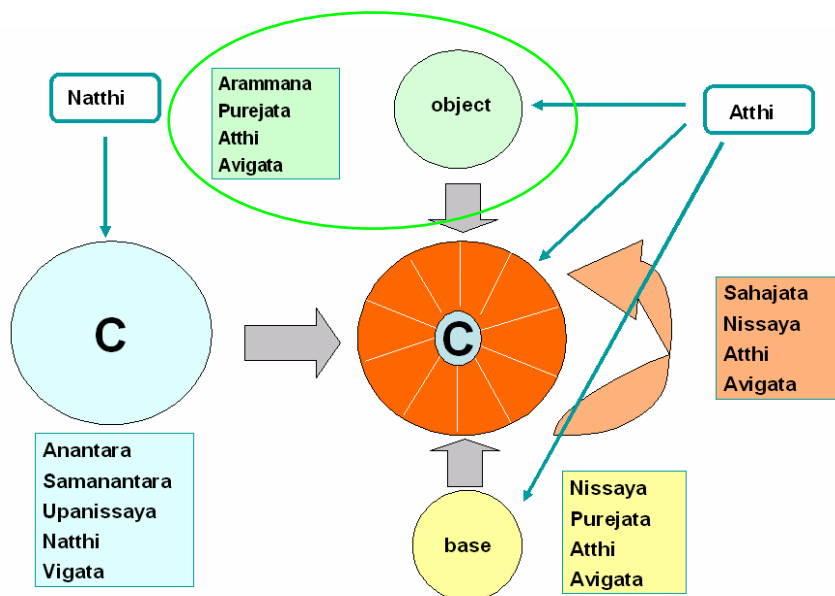 Natthi
Arammana
Purejata
Atthi
Avigata
object
Atthi
C
C
Sahajata
Nissaya
Atthi
Avigata
Anantara
Samanantara
Upanissaya
Natthi
Vigata
base
Nissaya
Purejata
Atthi
Avigata